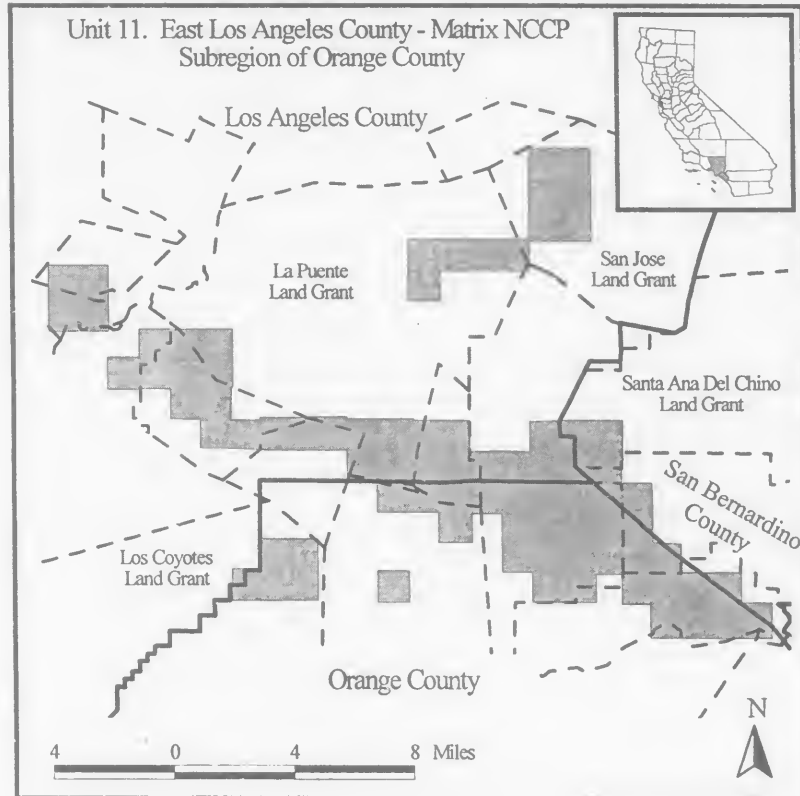 Unit 11. East Los Angeles County - Matrix NCCP
Subregion of Orange County
Los Angeles County
La Puente
Land Grant
San Jose
Land Grant
Santa Ana Del Chino
Land Grant
San Bernardino
County
Los Coyotes
Land Grant
Orange County
N
4 0 4 8 Miles